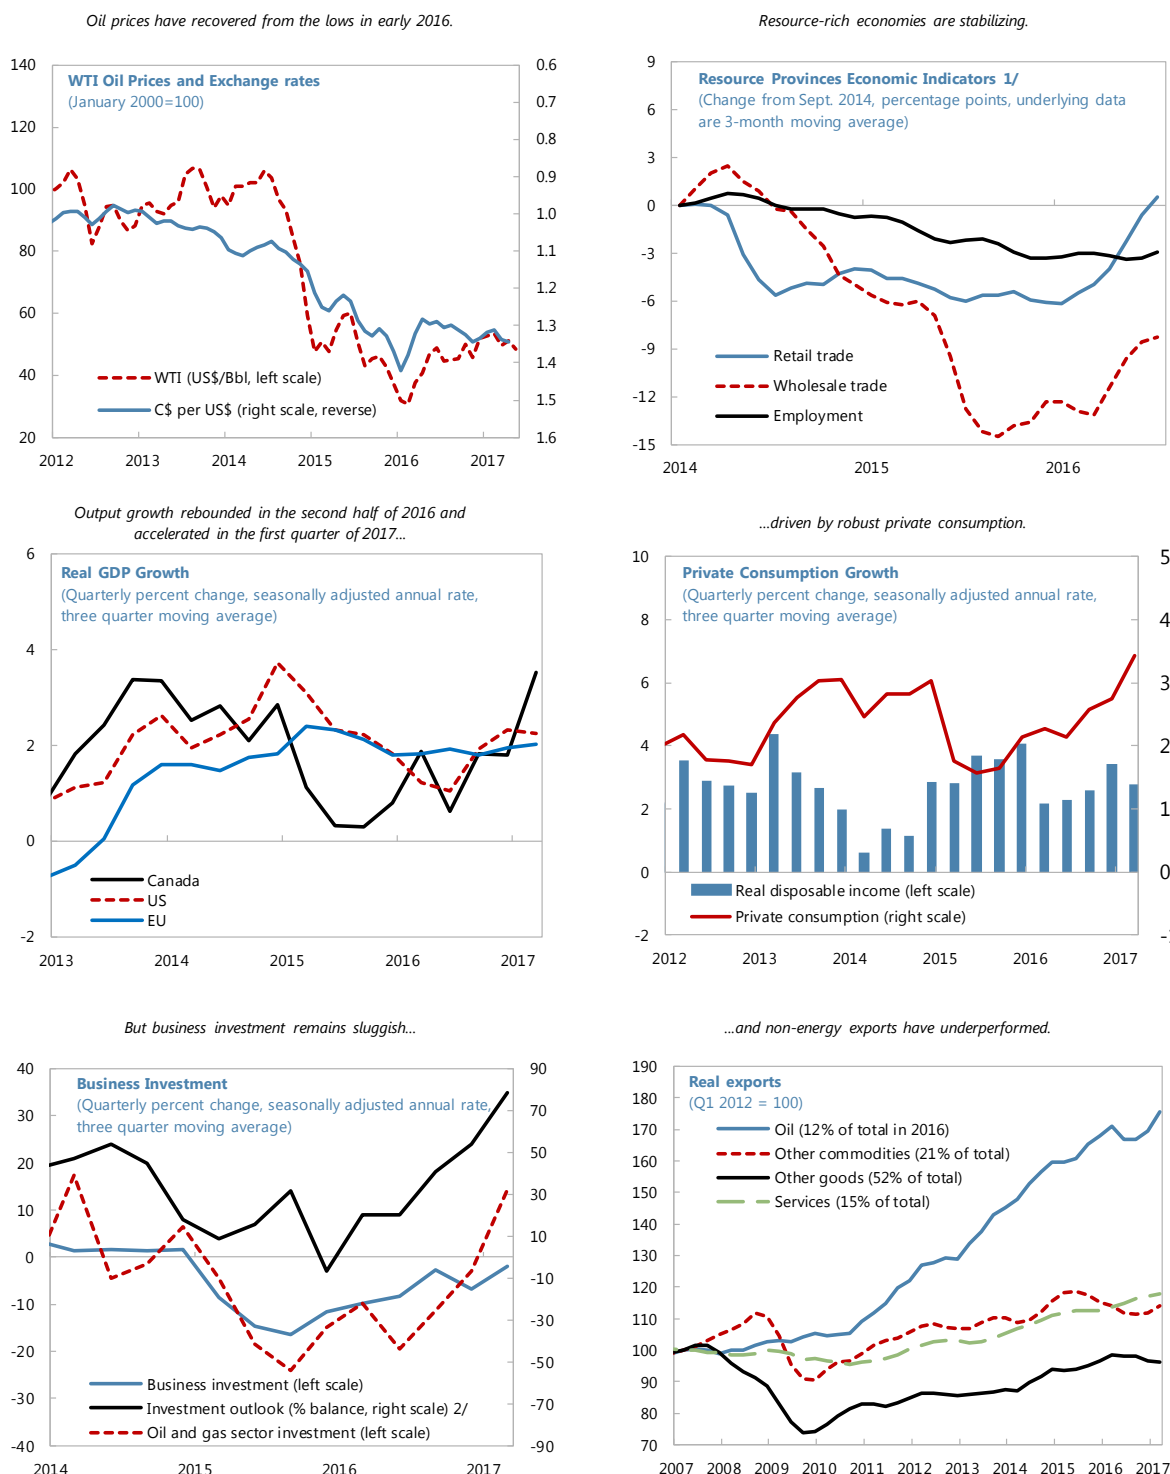 Oil prices have recovered from the lows in early 2016.
WTI Oil Prices and Exchange rates
(January 2000=100)
140
120
100
80
60
40
20
0.6
0.7
0.8
0.9
1.0
1.1
1.2
1.3
1.4
1.5
1.6
WTI (US$/Bbl, left scale)
C$ per US$ (right scale, reverse)
2012 2013 2014 2015 2016 2017
Resource-rich economies are stabilizing.
Resource Provinces Economic Indicators 1/
(Change from Sept. 2014, percentage points, underlying data
are 3-month moving average)
9
6
3
0
-3
-6
-9
-12
-15
Retail trade
Wholesale trade
Employment
2014 2015 2016
Output growth rebounded in the second half of 2016 and
accelerated in the first quarter of 2017...
Real GDP Growth
(Quarterly percent change, seasonally adjusted annual rate,
three quarter moving average)
6
4
2
0
-2
Canada
US
EU
2013 2014 2015 2016 2017
...driven by robust private consumption.
Private Consumption Growth
(Quarterly percent change, seasonally adjusted annual rate,
three quarter moving average)
10
8
6
4
2
0
-2
5
4
3
2
1
0
Real disposable income (left scale)
Private consumption (right scale)
2012 2013 2014 2015 2016 2017
But business investment remains sluggish...
Business Investment
(Quarterly percent change, seasonally adjusted annual rate,
three quarter moving average)
40
30
20
10
0
-10
-20
-30
-40
90
70
50
30
10
-10
-30
-50
-70
-90
Business investment (left scale)
Investment outlook (% balance, right scale) 2/
Oil and gas sector investment (left scale)
2014 2015 2016 2017
...and non-energy exports have underperformed.
Real exports
(Q1 2012 = 100)
190
180
170
160
150
140
130
120
110
100
90
80
70
Oil (12% of total in 2016)
Other commodities (21% of total)
Other goods (52% of total)
Services (15% of total)
2007 2008 2009 2010 2011 2012 2013 2014 2015 2016 2017